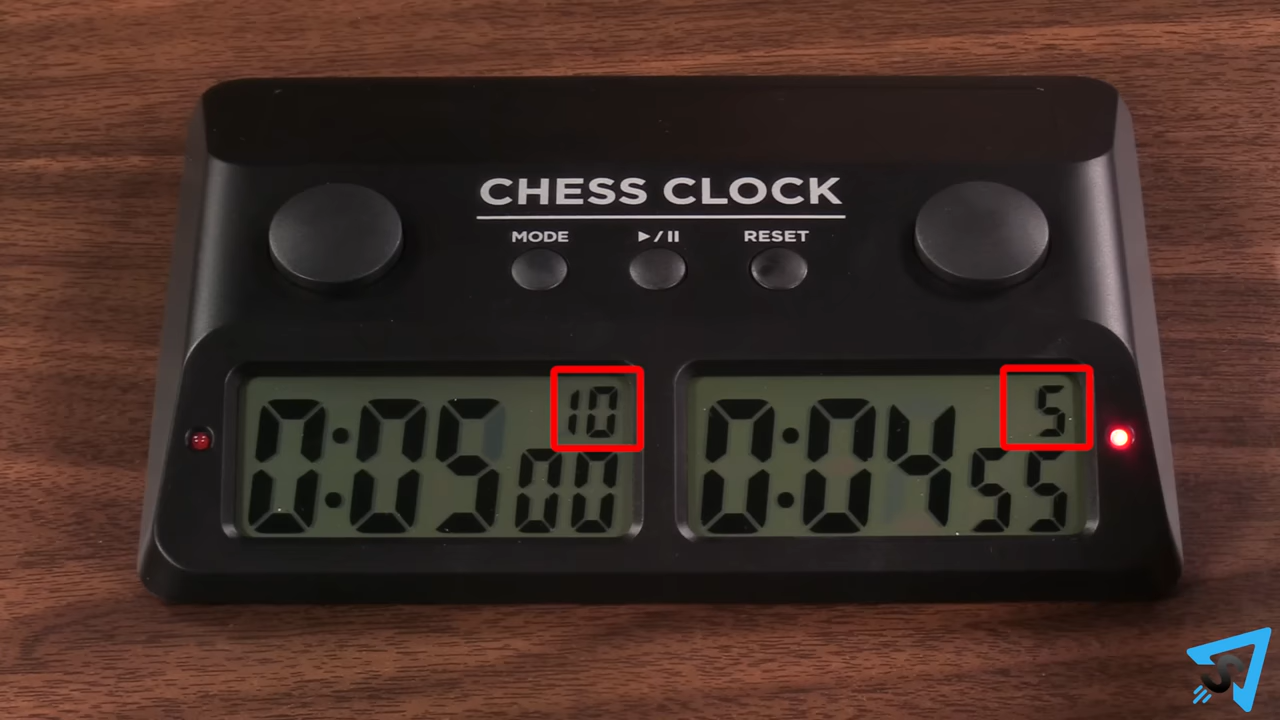 CHESS CLOCK
MODE ▶/II RESET
10
0:05 00
5
0:04 55
S